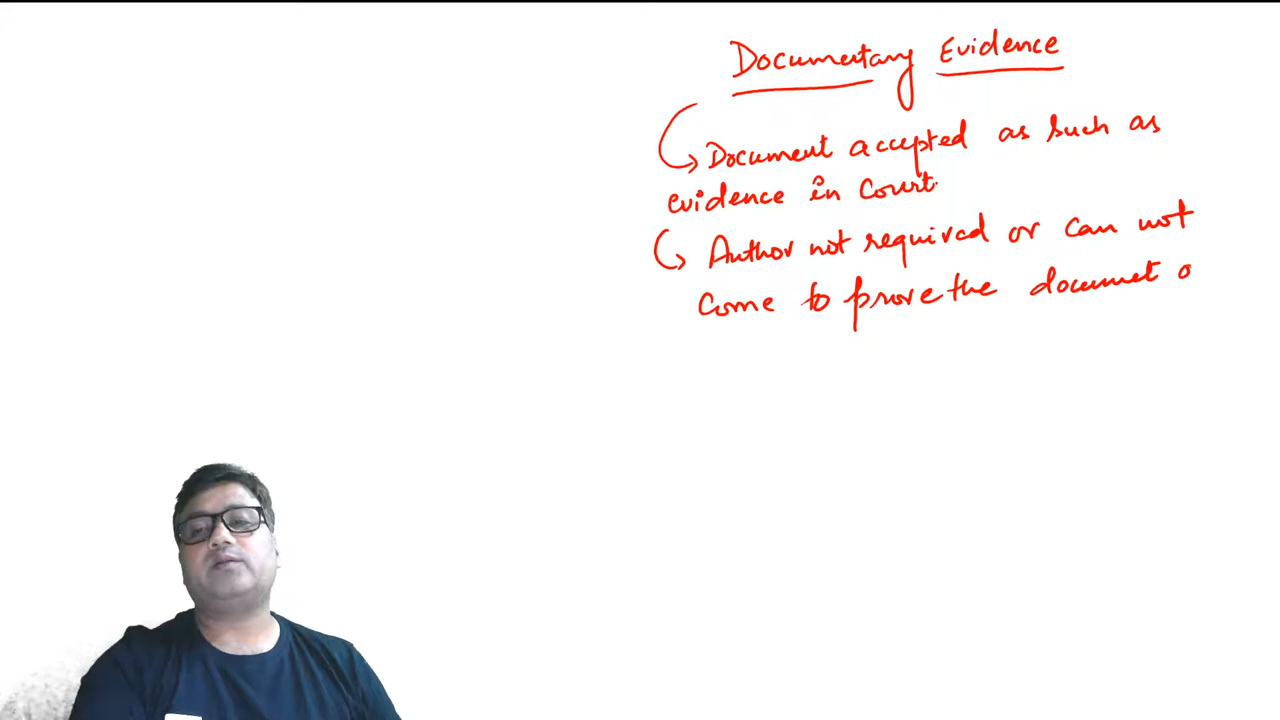 Documentary Evidence
Document accepted as such as
evidence in Court
Author not required or can not
Come to prove the documet o